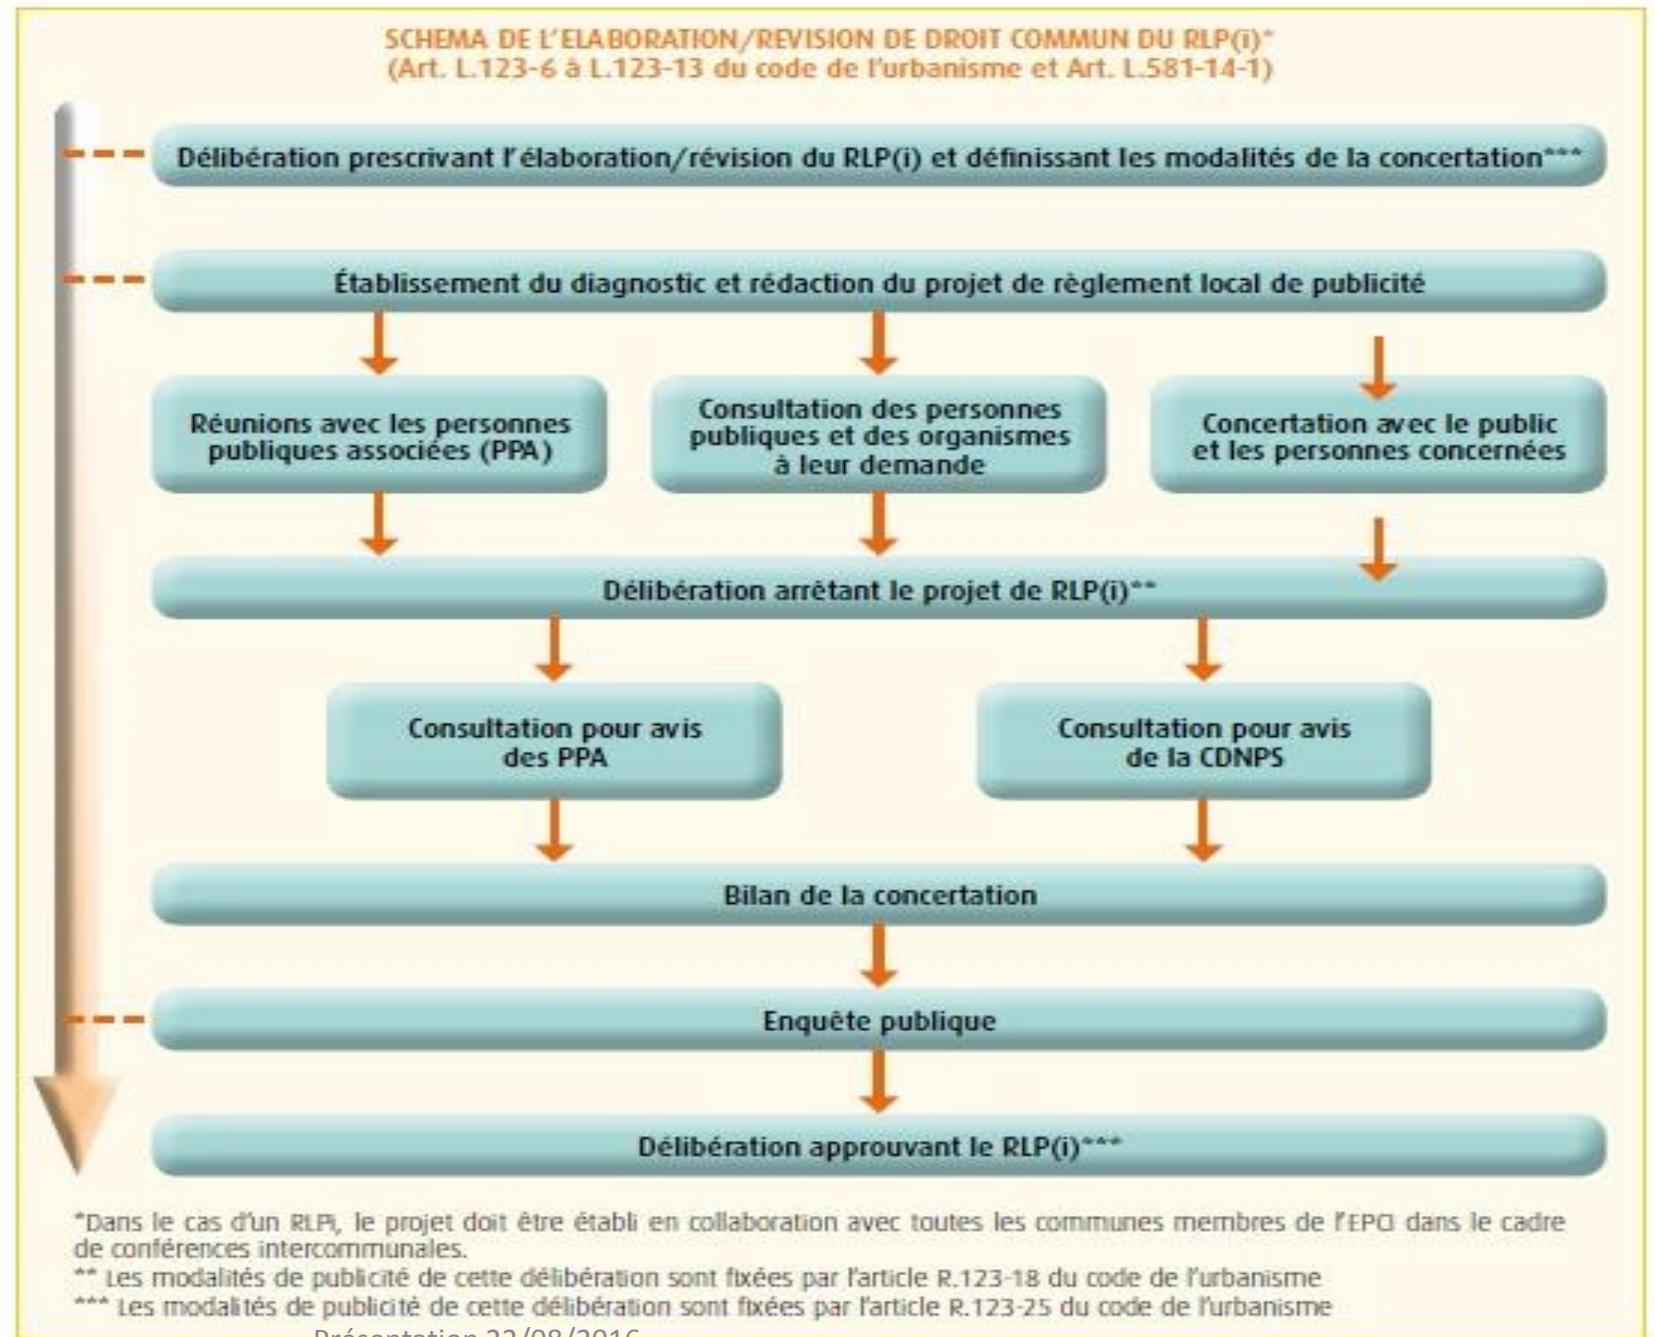 SCHEMA DE L'ELABORATION/REVISION DE DROIT COMMUN DU RLP(i)*
(Art. L.123-6 à L.123-13 du code de l'urbanisme et Art. L.581-14-1)
Délibération prescrivant l'élaboration/révision du RLP(i) et définissant les modalités de la concertation***
Établissement du diagnostic et rédaction du projet de règlement local de publicité
Réunions avec les personnes
publiques associées (PPA)
Consultation des personnes
publiques et des organismes
à leur demande
Concertation avec le public
et les personnes concernées
Délibération arrêtant le projet de RLP(i)**
Consultation pour avis
des PPA
Consultation pour avis
de la CDNPS
Bilan de la concertation
Enquête publique
Délibération approuvant le RLP(i)***
*Dans le cas d'un RLPi, le projet doit être établi en collaboration avec toutes les communes membres de l'EPCI dans le cadre
de conférences intercommunales.
** Les modalités de publicité de cette délibération sont fixées par l'article R.123-18 du code de l'urbanisme
*** Les modalités de publicité de cette délibération sont fixées par l'article R.123-25 du code de l'urbanisme
Présentation 22/08/2016